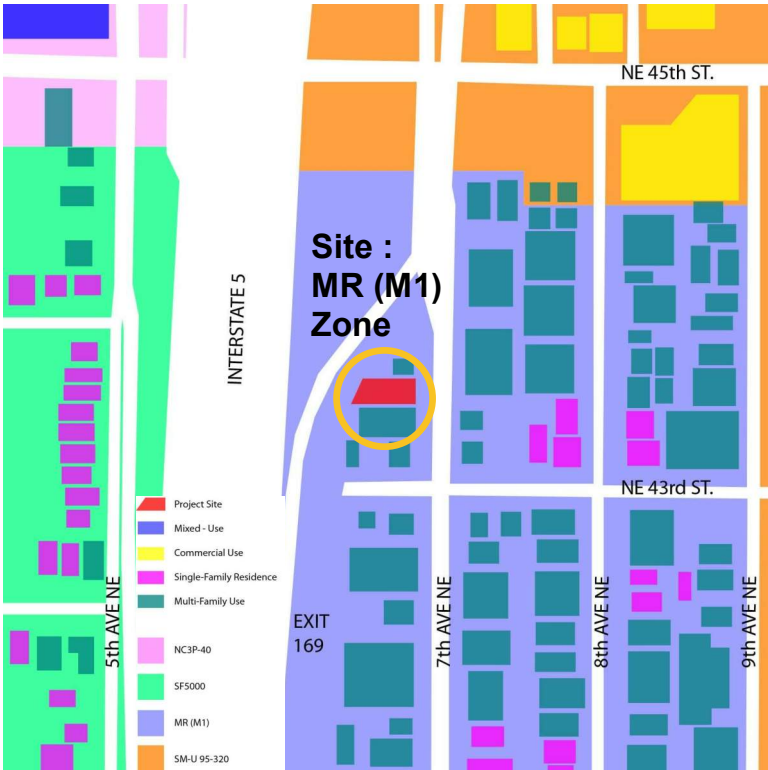 NE 45th ST.
Site :
MR (M1)
Zone
INTERSTATE 5
NE 43rd ST.
Project Site
Mixed - Use
Commercial Use
Single-Family Residence
Multi-Family Use
NC3P-40
SF5000
MR (M1)
SM-U 95-320
EXIT
169
5th AVE NE
7th AVE NE
8th AVE NE
9th AVE NE